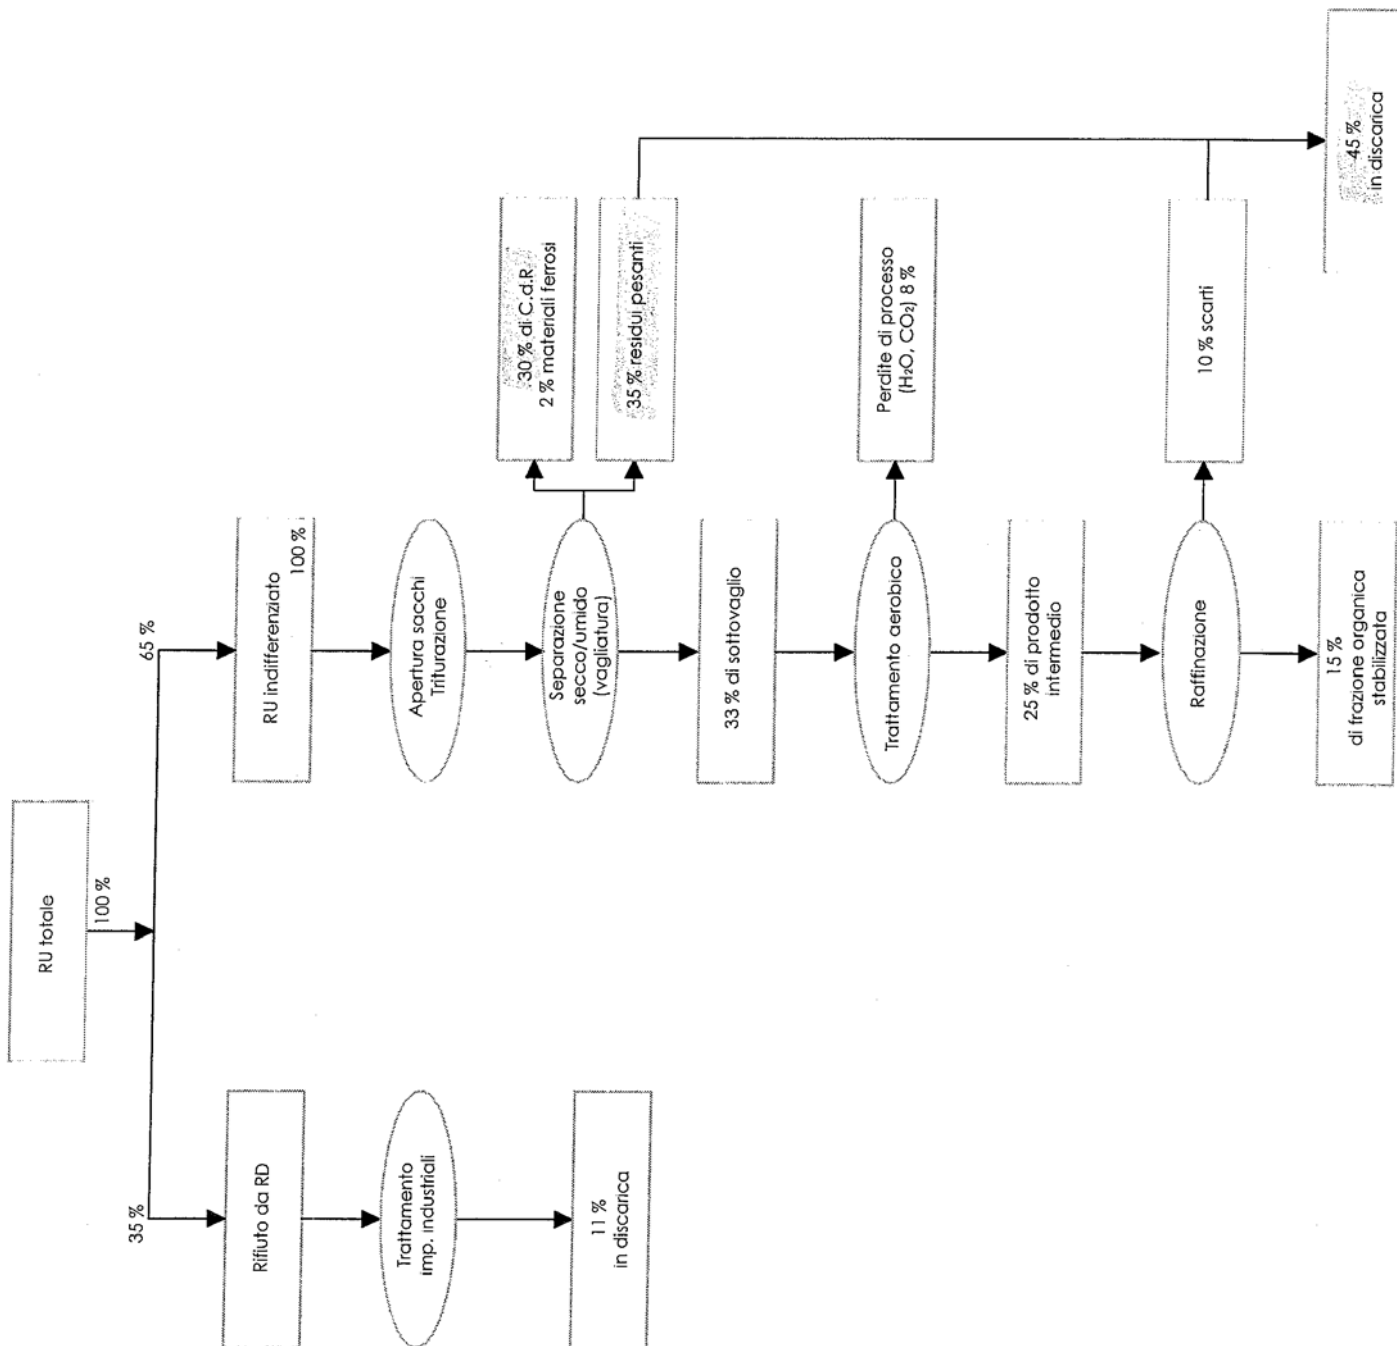 RU totale
100 %
35 %
65 %
Rifiuto da RD
Trattamento
imp. industriali
11 %
in discarica
RU indifferenziato
100 %
Apertura sacchi
Triturazione
Separazione
secco/umido
(vagliatura)
30 % di C.d.R
2 % materiali ferrosi
35 % residui pesanti
33 % di sottovaglio
Trattamento aerobico
Perdite di processo
(H₂O, CO₂) 8 %
25 % di prodotto
intermedio
Raffinazione
10 % scarti
15 %
di frazione organica
stabilizzata
45 %
in discarica